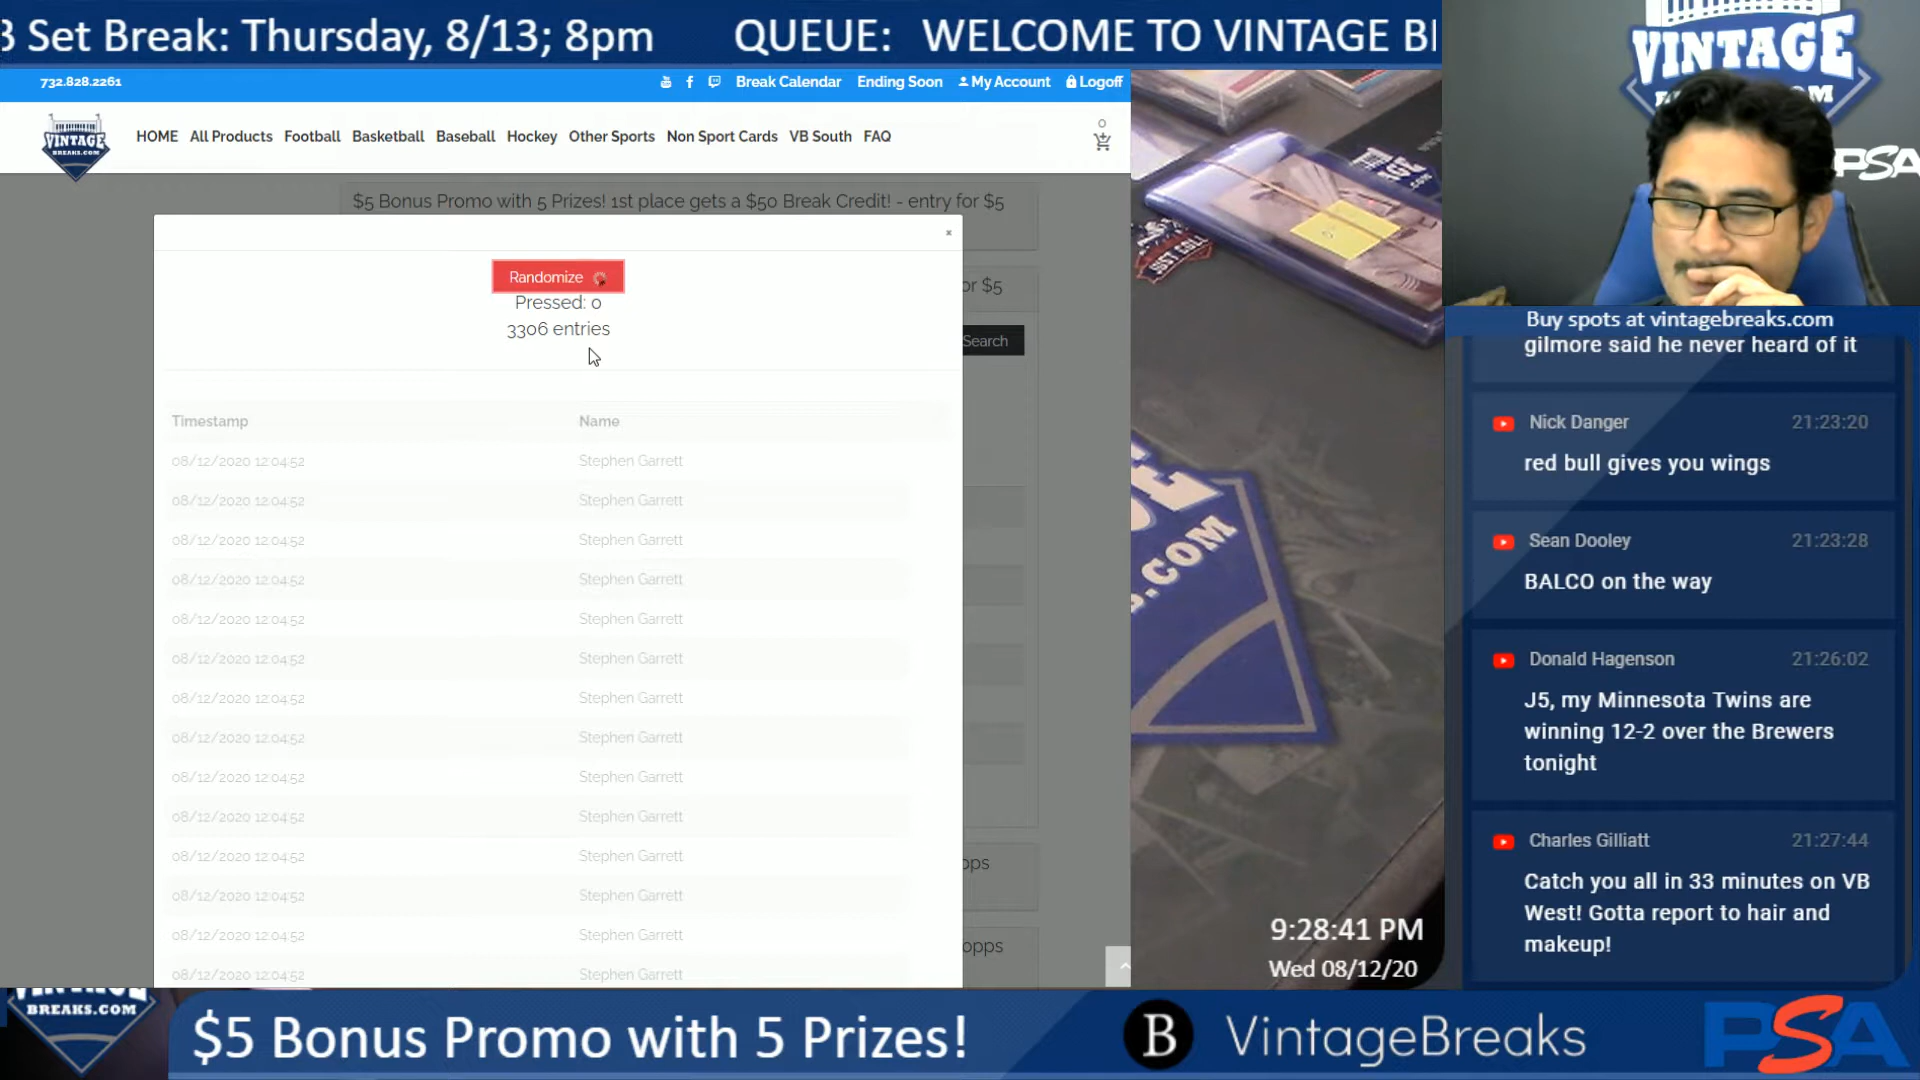 B Set Break: Thursday, 8/13; 8pm QUEUE: WELCOME TO VINTAGE B
732.828.2261
Break Calendar Ending Soon My Account Logoff
VINTAGE
BREAKS.COM
HOME All Products Football Basketball Baseball Hockey Other Sports Non Sport Cards VB South FAQ
0
$5 Bonus Promo with 5 Prizes! 1st place gets a $50 Break Credit! - entry for $5
×
or $5
Randomize
Pressed: 0
3306 entries
Search
Timestamp Name
08/12/2020 12:04:52 Stephen Garrett
08/12/2020 12:04:52 Stephen Garrett
08/12/2020 12:04:52 Stephen Garrett
08/12/2020 12:04:52 Stephen Garrett
08/12/2020 12:04:52 Stephen Garrett
08/12/2020 12:04:52 Stephen Garrett
08/12/2020 12:04:52 Stephen Garrett
08/12/2020 12:04:52 Stephen Garrett
08/12/2020 12:04:52 Stephen Garrett
08/12/2020 12:04:52 Stephen Garrett
08/12/2020 12:04:52 Stephen Garrett
08/12/2020 12:04:52 Stephen Garrett
08/12/2020 12:04:52 Stephen Garrett
08/12/2020 12:04:52 Stephen Garrett
opps
JUST COLL
.COM
9:28:41 PM
Wed 08/12/20
VINTAGE
PSA
Buy spots at vintagebreaks.com
gilmore said he never heard of it
Nick Danger 21:23:20
red bull gives you wings
Sean Dooley 21:23:28
BALCO on the way
Donald Hagenson 21:26:02
J5, my Minnesota Twins are
winning 12-2 over the Brewers
tonight
Charles Gilliatt 21:27:44
Catch you all in 33 minutes on VB
West! Gotta report to hair and
makeup!
VINTAGE
BREAKS.COM
$5 Bonus Promo with 5 Prizes!
B VintageBreaks
PSA